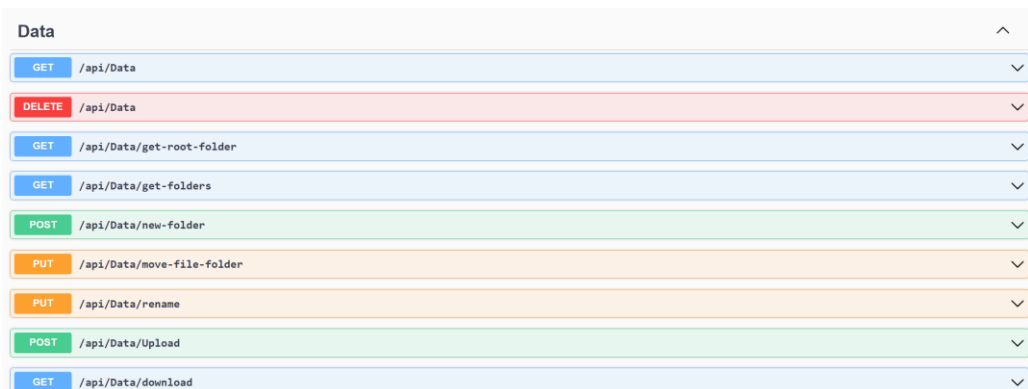 Data
GET /api/Data
DELETE /api/Data
GET /api/Data/get-root-folder
GET /api/Data/get-folders
POST /api/Data/new-folder
PUT /api/Data/move-file-folder
PUT /api/Data/rename
POST /api/Data/Upload
GET /api/Data/download